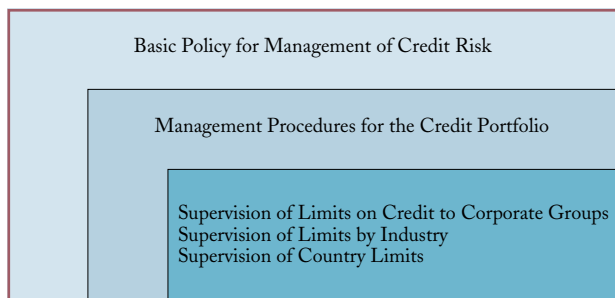 Basic Policy for Management of Credit Risk
Management Procedures for the Credit Portfolio
Supervision of Limits on Credit to Corporate Groups
Supervision of Limits by Industry
Supervision of Country Limits